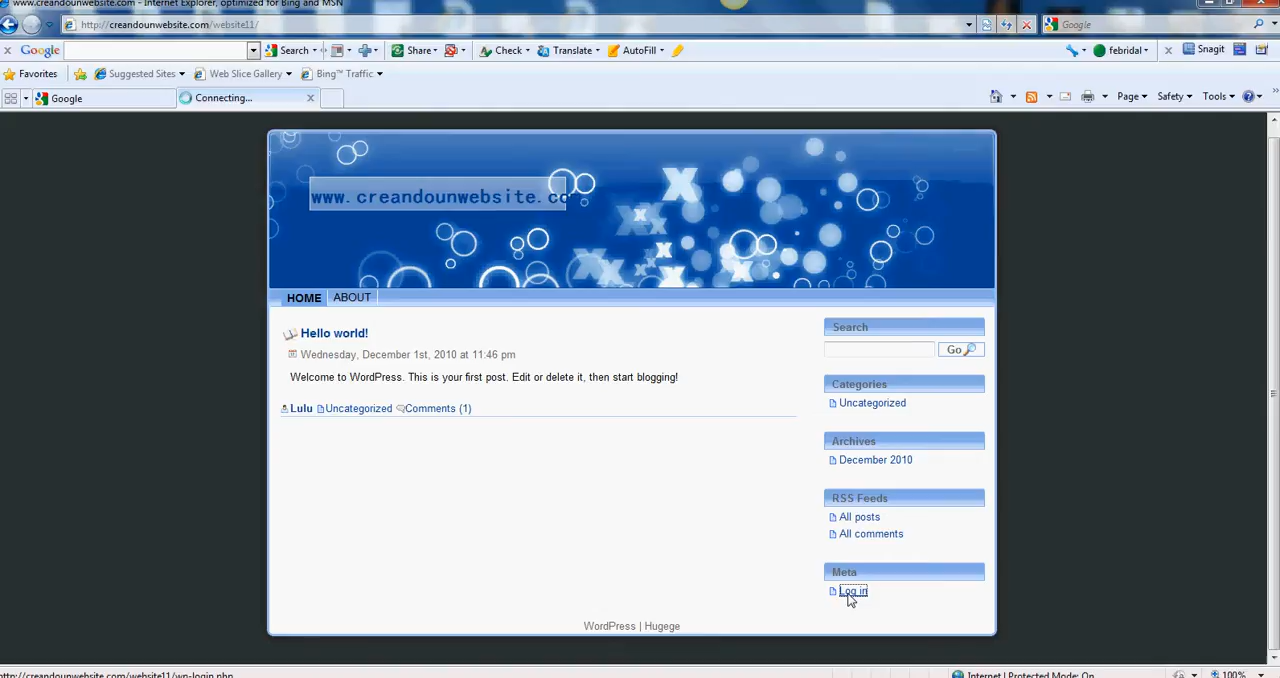 www.creandounwebsite.com - Internet Explorer, optimized for Bing and MSN
http://creandounwebsite.com/website11/
Google
Google Search Share Check Translate AutoFill febridal Snagit
Favorites Suggested Sites Web Slice Gallery Bing™ Traffic
Google Connecting... Page Safety Tools
www.creandounwebsite.co
HOME ABOUT
Hello world!
Wednesday, December 1st, 2010 at 11:46 pm
Welcome to WordPress. This is your first post. Edit or delete it, then start blogging!
Lulu Uncategorized Comments (1)
Search
Go
Categories
Uncategorized
Archives
December 2010
RSS Feeds
All posts
All comments
Meta
Log in
WordPress | Hugege
http://creandounwebsite.com/website11/wp-login.php Internet | Protected Mode: On 100%